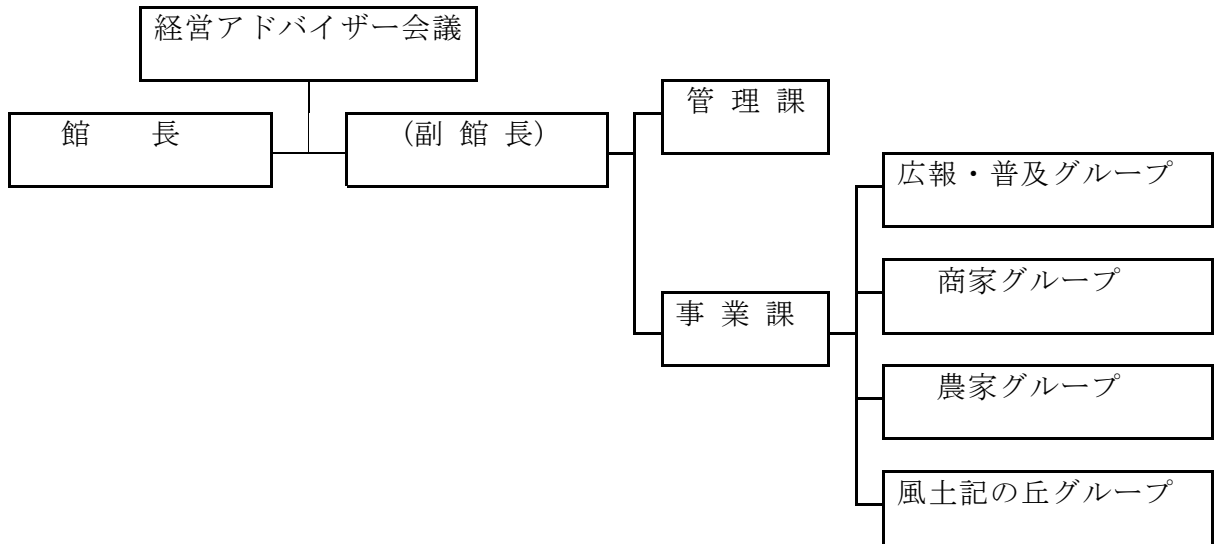 経営アドバイザー会議
館　　長
(副 館 長)
管 理 課
事 業 課
広報・普及グループ
商家グループ
農家グループ
風土記の丘グループ